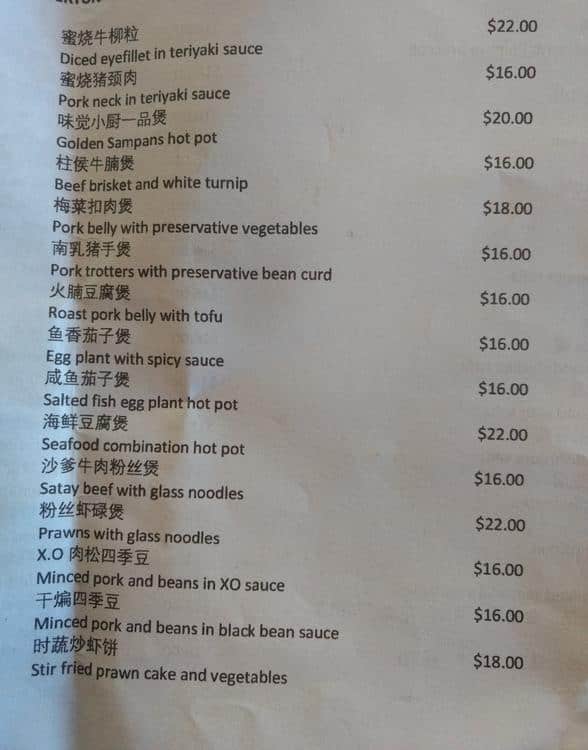 蜜烧牛柳粒 $22.00
Diced eyefillet in teriyaki sauce
蜜烧猪颈肉 $16.00
Pork neck in teriyaki sauce
味觉小厨一品煲 $20.00
Golden Sampans hot pot
柱侯牛腩煲 $16.00
Beef brisket and white turnip
梅菜扣肉煲 $18.00
Pork belly with preservative vegetables
南乳猪手煲 $16.00
Pork trotters with preservative bean curd
火腩豆腐煲 $16.00
Roast pork belly with tofu
鱼香茄子煲 $16.00
Egg plant with spicy sauce
咸鱼茄子煲 $16.00
Salted fish egg plant hot pot
海鲜豆腐煲 $22.00
Seafood combination hot pot
沙爹牛肉粉丝煲 $16.00
Satay beef with glass noodles
粉丝虾碌煲 $22.00
Prawns with glass noodles
X.O 肉松四季豆 $16.00
Minced pork and beans in XO sauce
干煸四季豆 $16.00
Minced pork and beans in black bean sauce
时蔬炒虾饼 $18.00
Stir fried prawn cake and vegetables